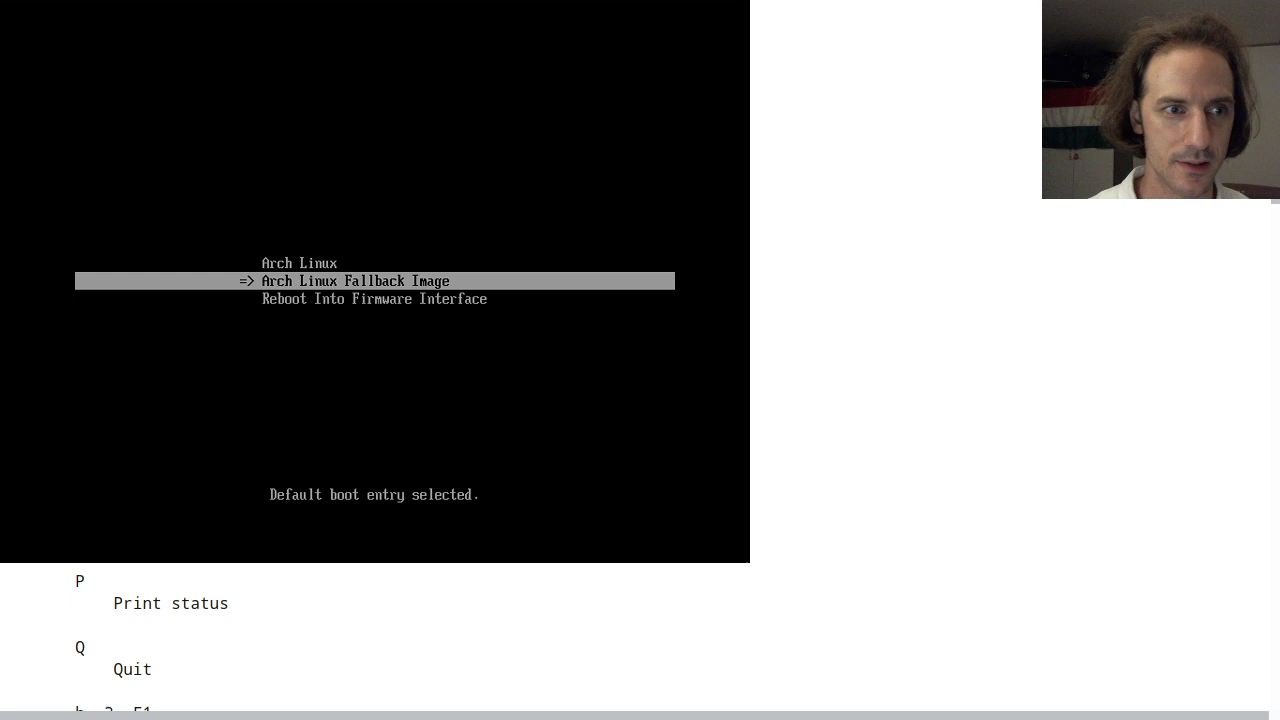 Arch Linux
=> Arch Linux Fallback Image
Reboot Into Firmware Interface
Default boot entry selected.
P
Print status
Q
Quit